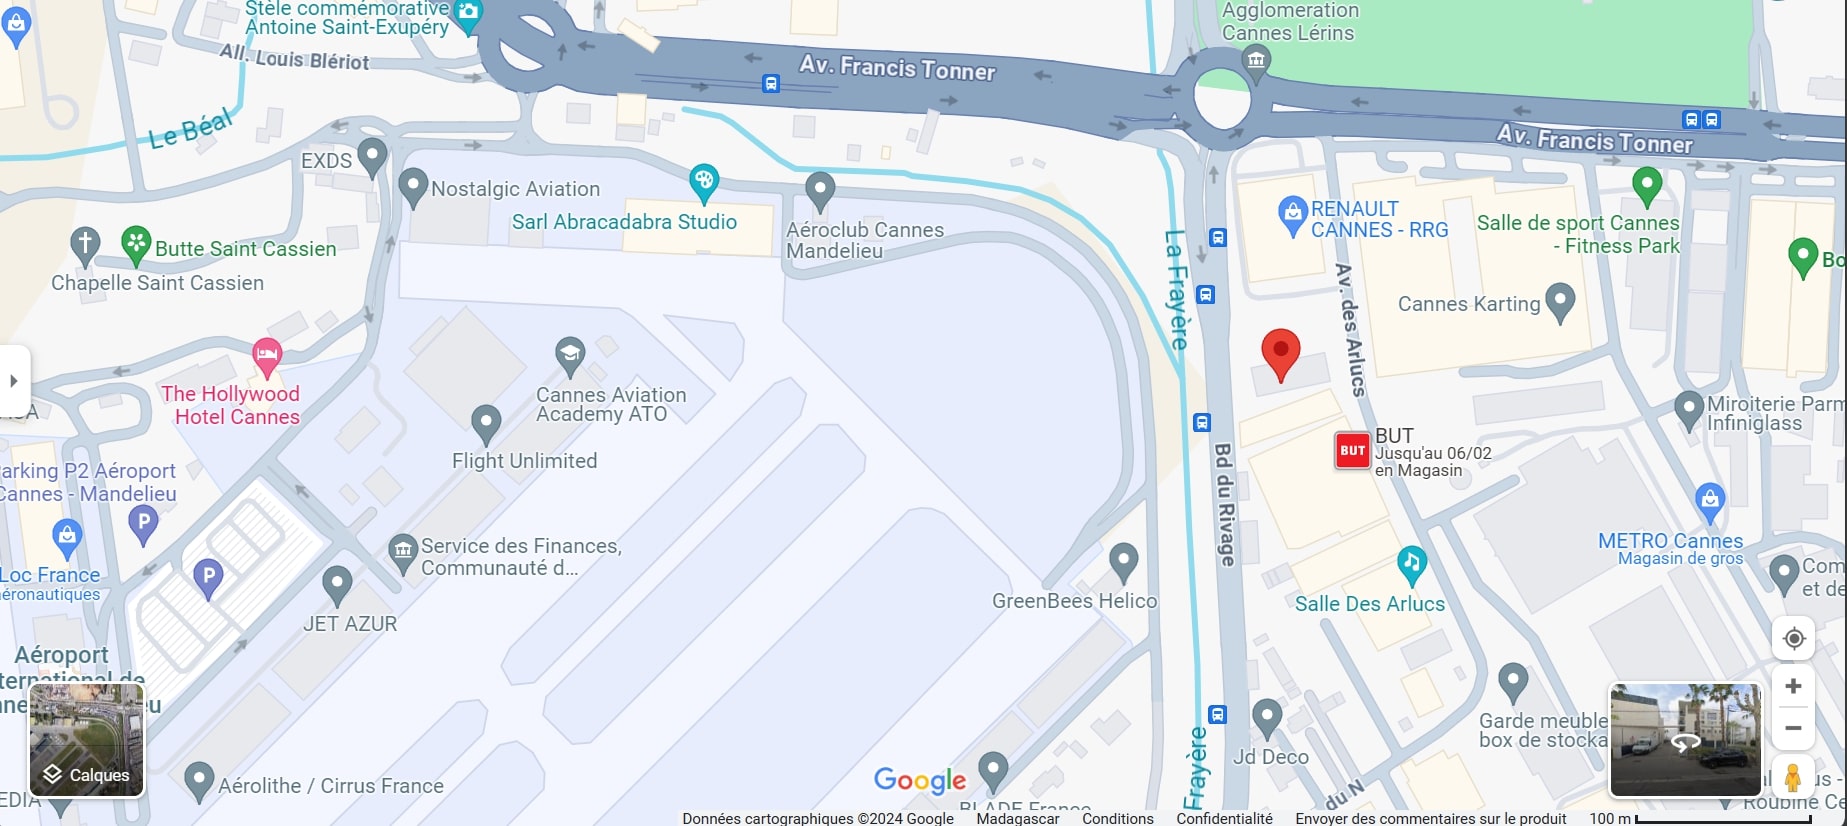 Stèle commémorative
Antoine Saint-Exupéry
Agglomeration
Cannes Lérins
All. Louis Blériot
Av. Francis Tonner
Le Béal
Av. Francis Tonner
EXDS
Nostalgic Aviation
Sarl Abracadabra Studio
Aéroclub Cannes
Mandelieu
La Frayère
RENAULT
CANNES - RRG
Salle de sport Cannes
- Fitness Park
Butte Saint Cassien
Chapelle Saint Cassien
Bo
Av. des Arlucs
Cannes Karting
The Hollywood
Hotel Cannes
Cannes Aviation
Academy ATO
Miroiterie Parm
Infiniglass
Flight Unlimited
BUT
BUT
Jusqu'au 06/02
en Magasin
Bd du Rivage
arking P2 Aéroport
Cannes - Mandelieu
P
P
METRO Cannes
Magasin de gros
Service des Finances,
Communauté d...
Loc France
éronautiques
Com
et de
GreenBees Helico
Salle Des Arlucs
JET AZUR
Aéroport
ternational de
eu
Garde meuble
box de stocka
Jd Deco
Frayère
Calques
Aérolithe / Cirrus France
EDIA
Google
BLADE France
du N
Roubine Ce
Données cartographiques ©2024 Google
Madagascar
Conditions
Confidentialité
Envoyer des commentaires sur le produit
100 m